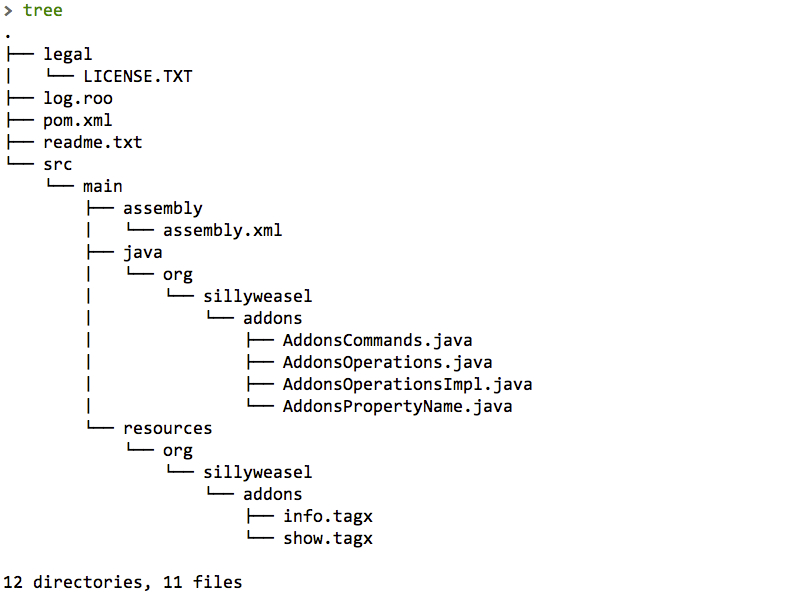 > tree
.
├── legal
│   └── LICENSE.TXT
├── log.roo
├── pom.xml
├── readme.txt
└── src
    └── main
        ├── assembly
        │   └── assembly.xml
        ├── java
        │   └── org
        │       └── sillyweasel
        │           └── addons
        │               ├── AddonsCommands.java
        │               ├── AddonsOperations.java
        │               ├── AddonsOperationsImpl.java
        │               └── AddonsPropertyName.java
        └── resources
            └── org
                └── sillyweasel
                    └── addons
                        ├── info.tagx
                        └── show.tagx

12 directories, 11 files